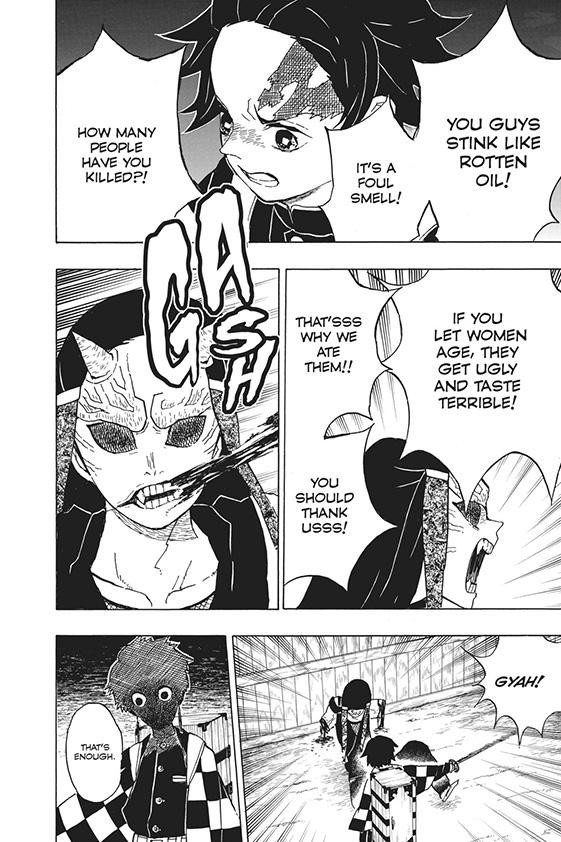 YOU GUYS
STINK LIKE
ROTTEN
OIL!
IT'S A
FOUL
SMELL!
HOW MANY
PEOPLE
HAVE YOU
KILLED?!
IF YOU
LET WOMEN
AGE, THEY
GET UGLY
AND TASTE
TERRIBLE!
THAT'SSS
WHY WE
ATE
THEM!!
YOU
SHOULD
THANK
USSS!
GASH
GYAH!
THAT'S
ENOUGH.